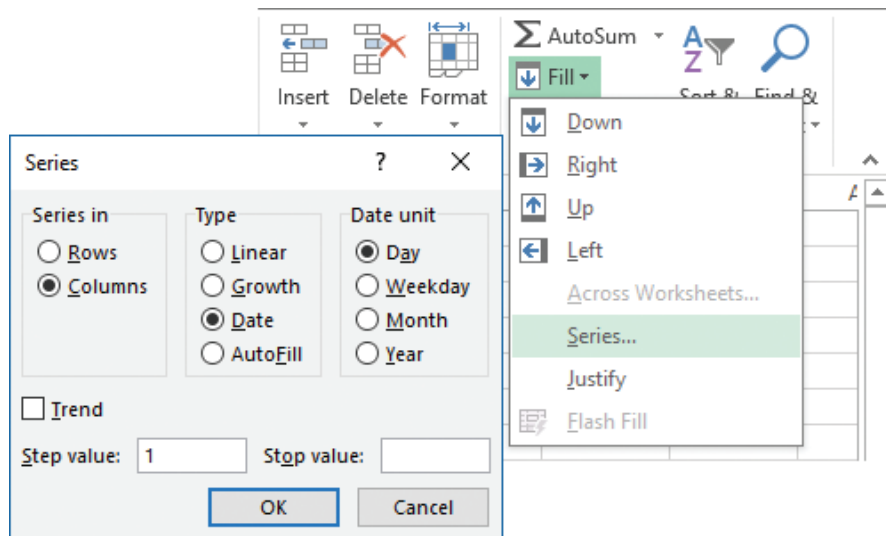 AutoSum
Fill
Insert Delete Format
Sort & Find &
Down
Right
Up
Left
Across Worksheets...
Series...
Justify
Flash Fill
Series ? X
Series in
Rows
Columns
Type
Linear
Growth
Date
AutoFill
Date unit
Day
Weekday
Month
Year
Trend
Step value: 1 Stop value:
OK Cancel